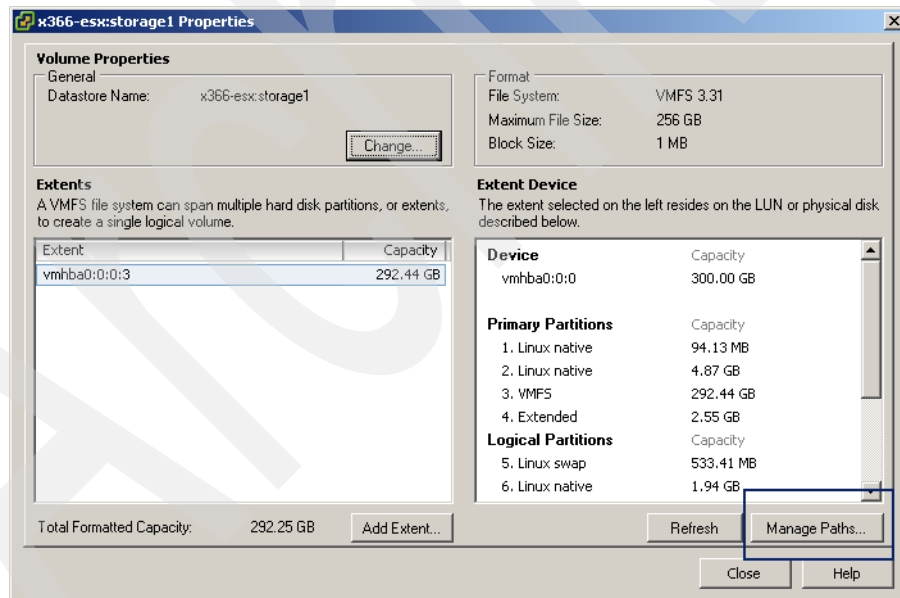 x366-esx:storage1 Properties
Volume Properties
General
Datastore Name: x366-esx:storage1
Change...
Format
File System: VMFS 3.31
Maximum File Size: 256 GB
Block Size: 1 MB
Extents
A VMFS file system can span multiple hard disk partitions, or extents,
to create a single logical volume.
Extent Capacity
vmhba0:0:0:3 292.44 GB
Total Formatted Capacity: 292.25 GB Add Extent...
Extent Device
The extent selected on the left resides on the LUN or physical disk
described below.
Device Capacity
vmhba0:0:0 300.00 GB
Primary Partitions Capacity
1. Linux native 94.13 MB
2. Linux native 4.87 GB
3. VMFS 292.44 GB
4. Extended 2.55 GB
Logical Partitions Capacity
5. Linux swap 533.41 MB
6. Linux native 1.94 GB
Refresh Manage Paths...
Close Help